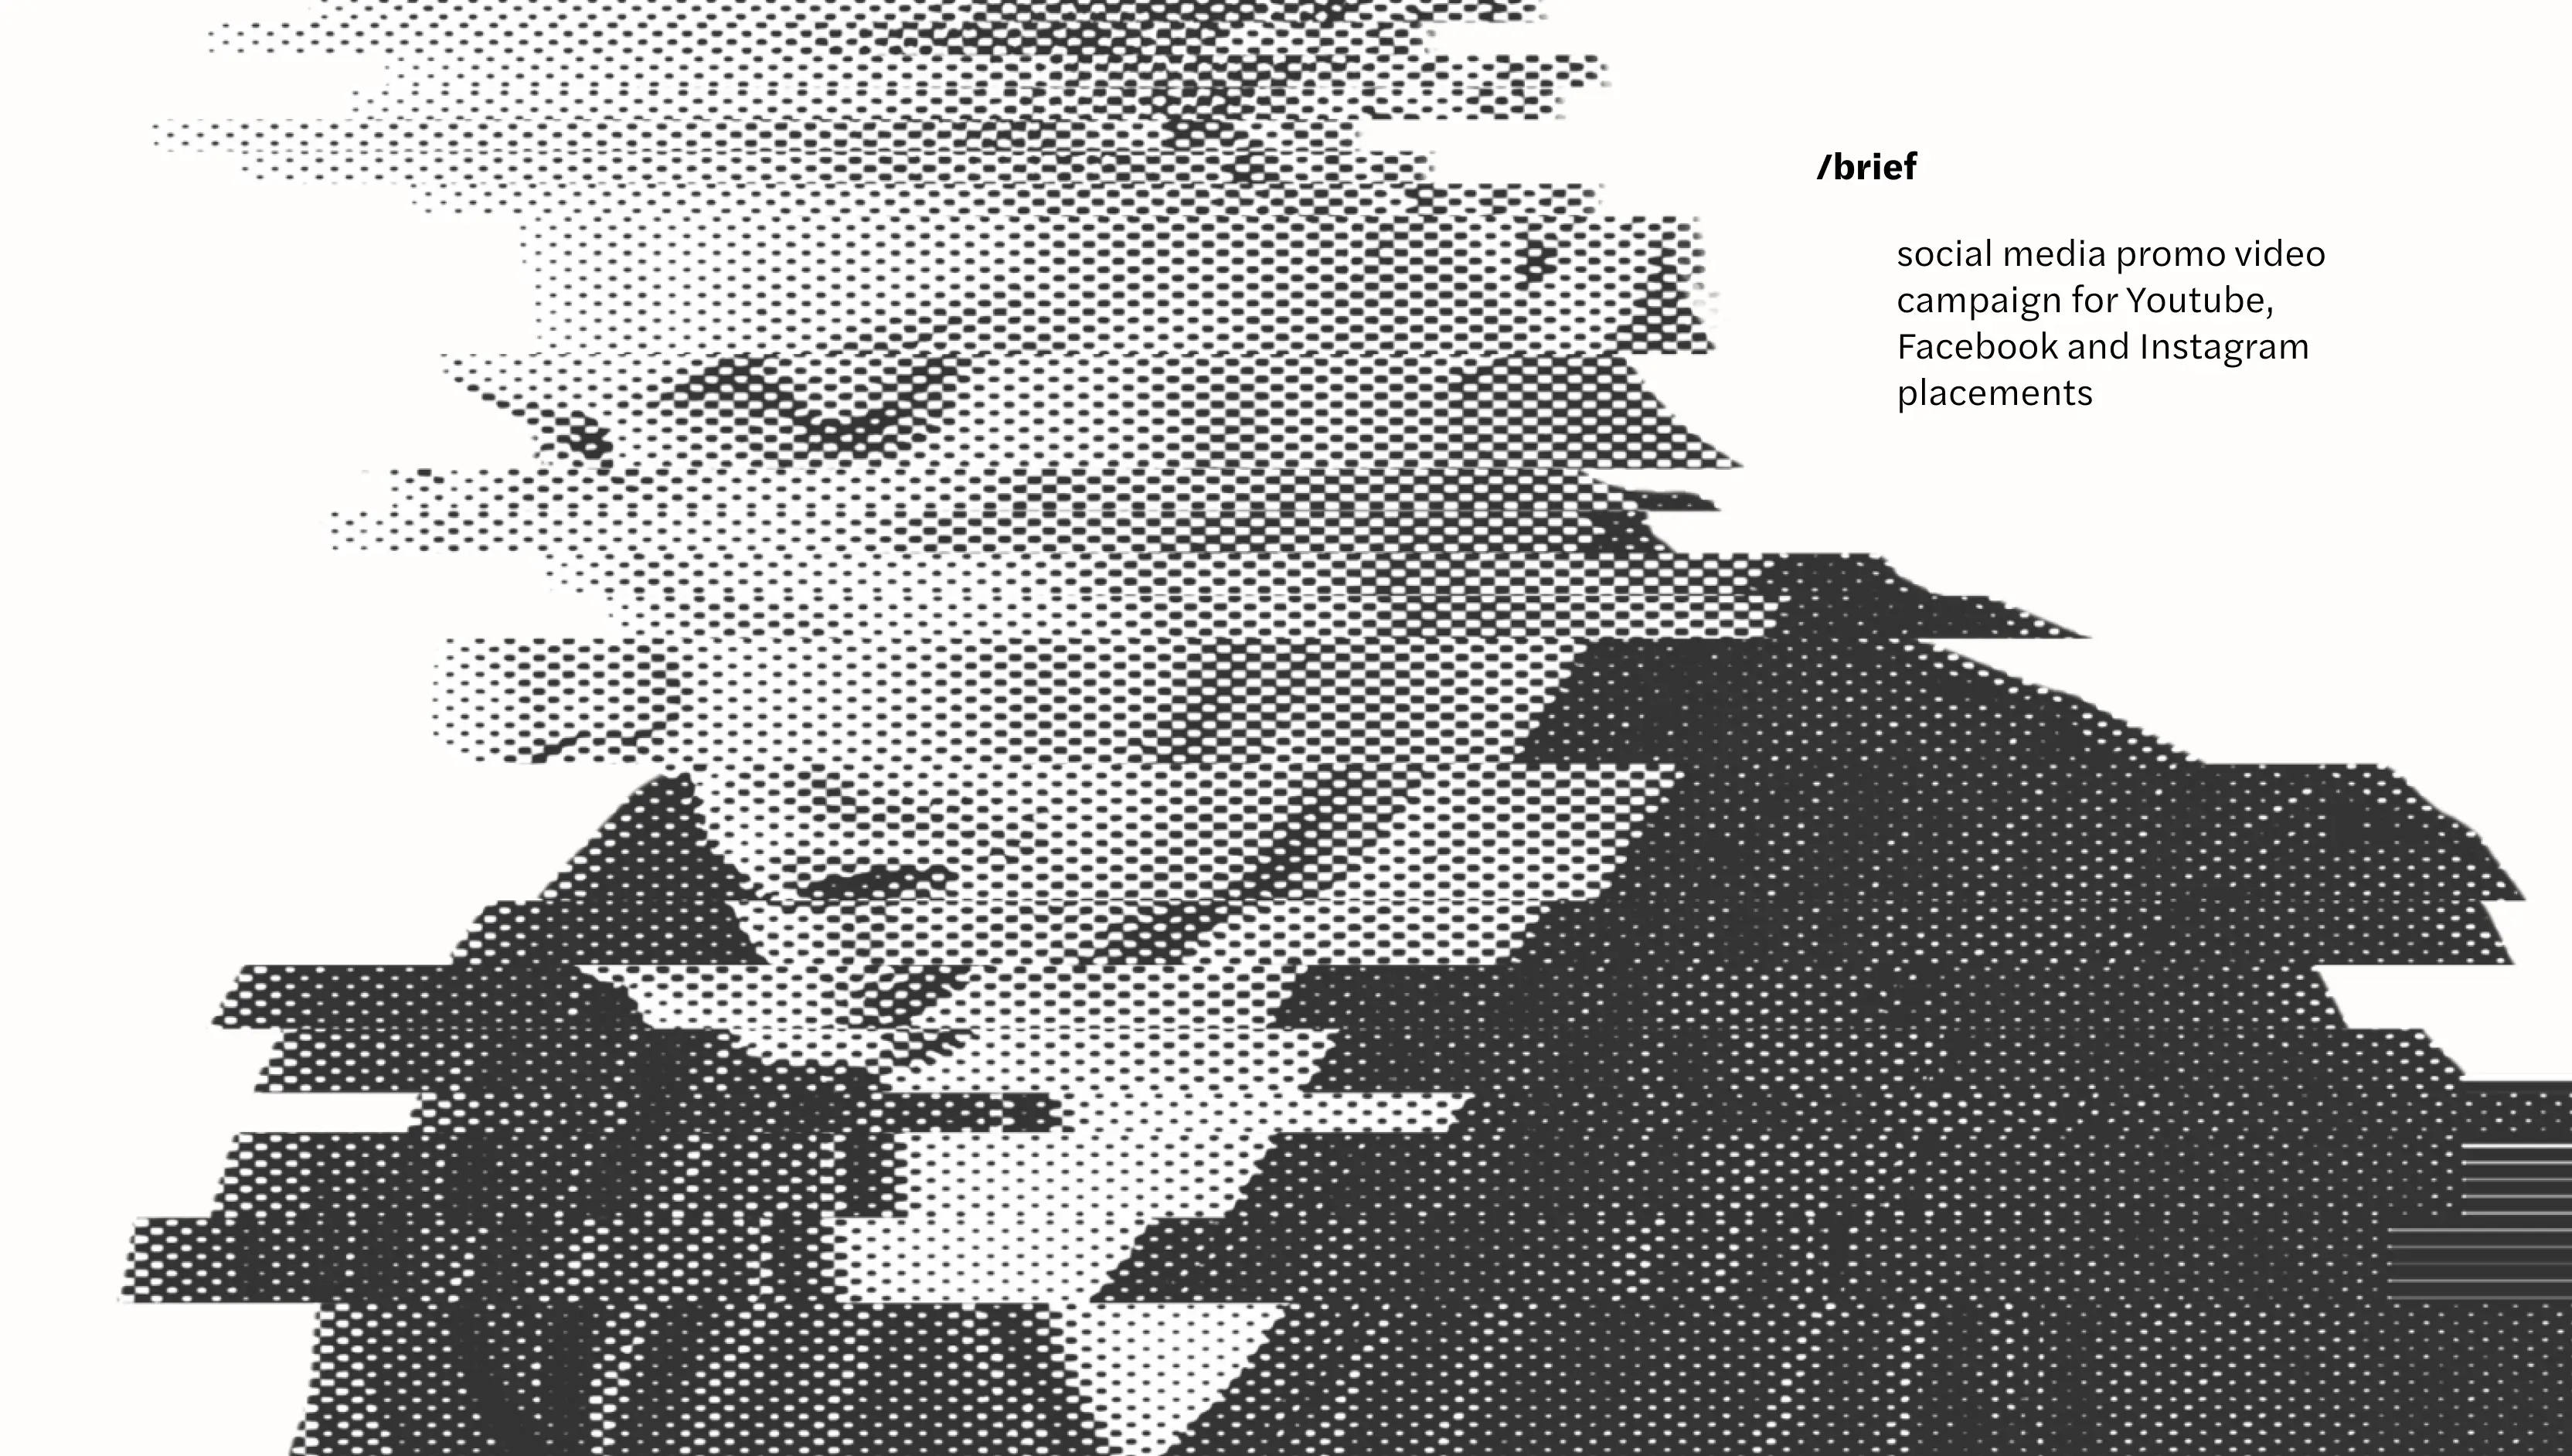 /brief
social media promo video
campaign for Youtube,
Facebook and Instagram
placements